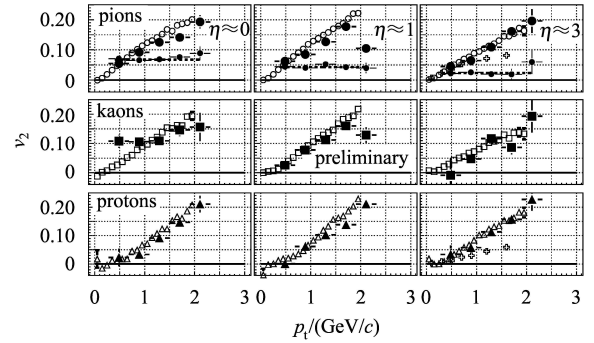 pions η≈0 η≈1 η≈3
0.20
0.10
0
kaons
0.20
0.10
0
preliminary
v₂
protons
0.20
0.10
0
0 1 2 3 0 1 2 3 0 1 2 3
pₜ/(GeV/c)